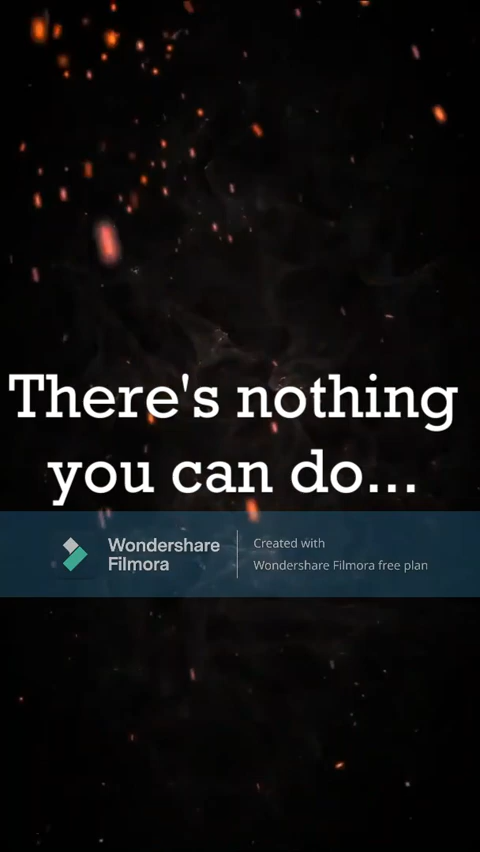 There's nothing
you can do...
Wondershare
Filmora
Created with
Wondershare Filmora free plan